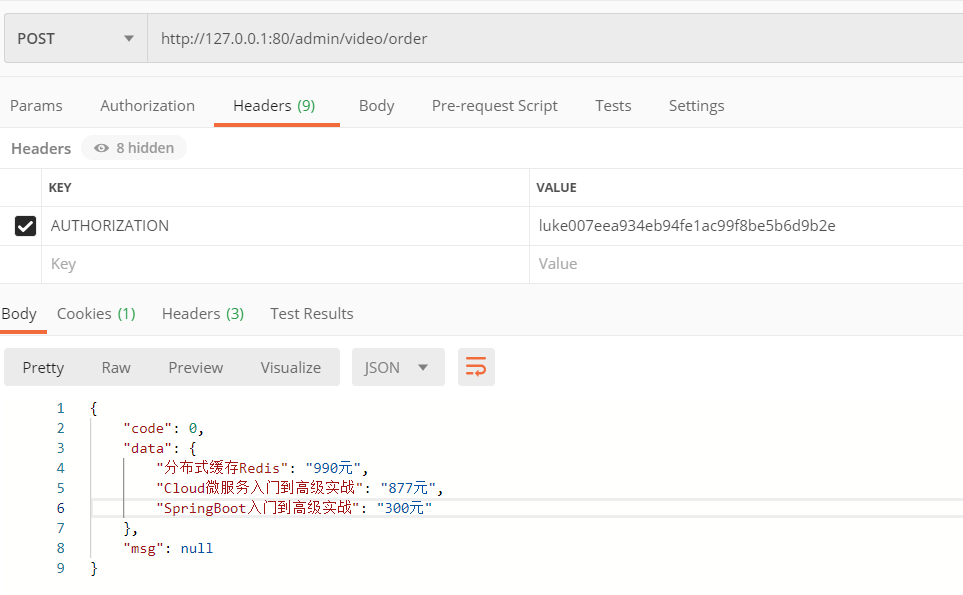 POST http://127.0.0.1:80/admin/video/order
Params Authorization Headers (9) Body Pre-request Script Tests Settings
Headers 8 hidden
KEY VALUE
AUTHORIZATION luke007eea934eb94fe1ac99f8be5b6d9b2e
Key Value
Body Cookies (1) Headers (3) Test Results
Pretty Raw Preview Visualize JSON
1 {
2 "code": 0,
3 "data": {
4 "分布式缓存Redis": "990元",
5 "Cloud微服务入门到高级实战": "877元",
6 "SpringBoot入门到高级实战": "300元"
7 },
8 "msg": null
9 }